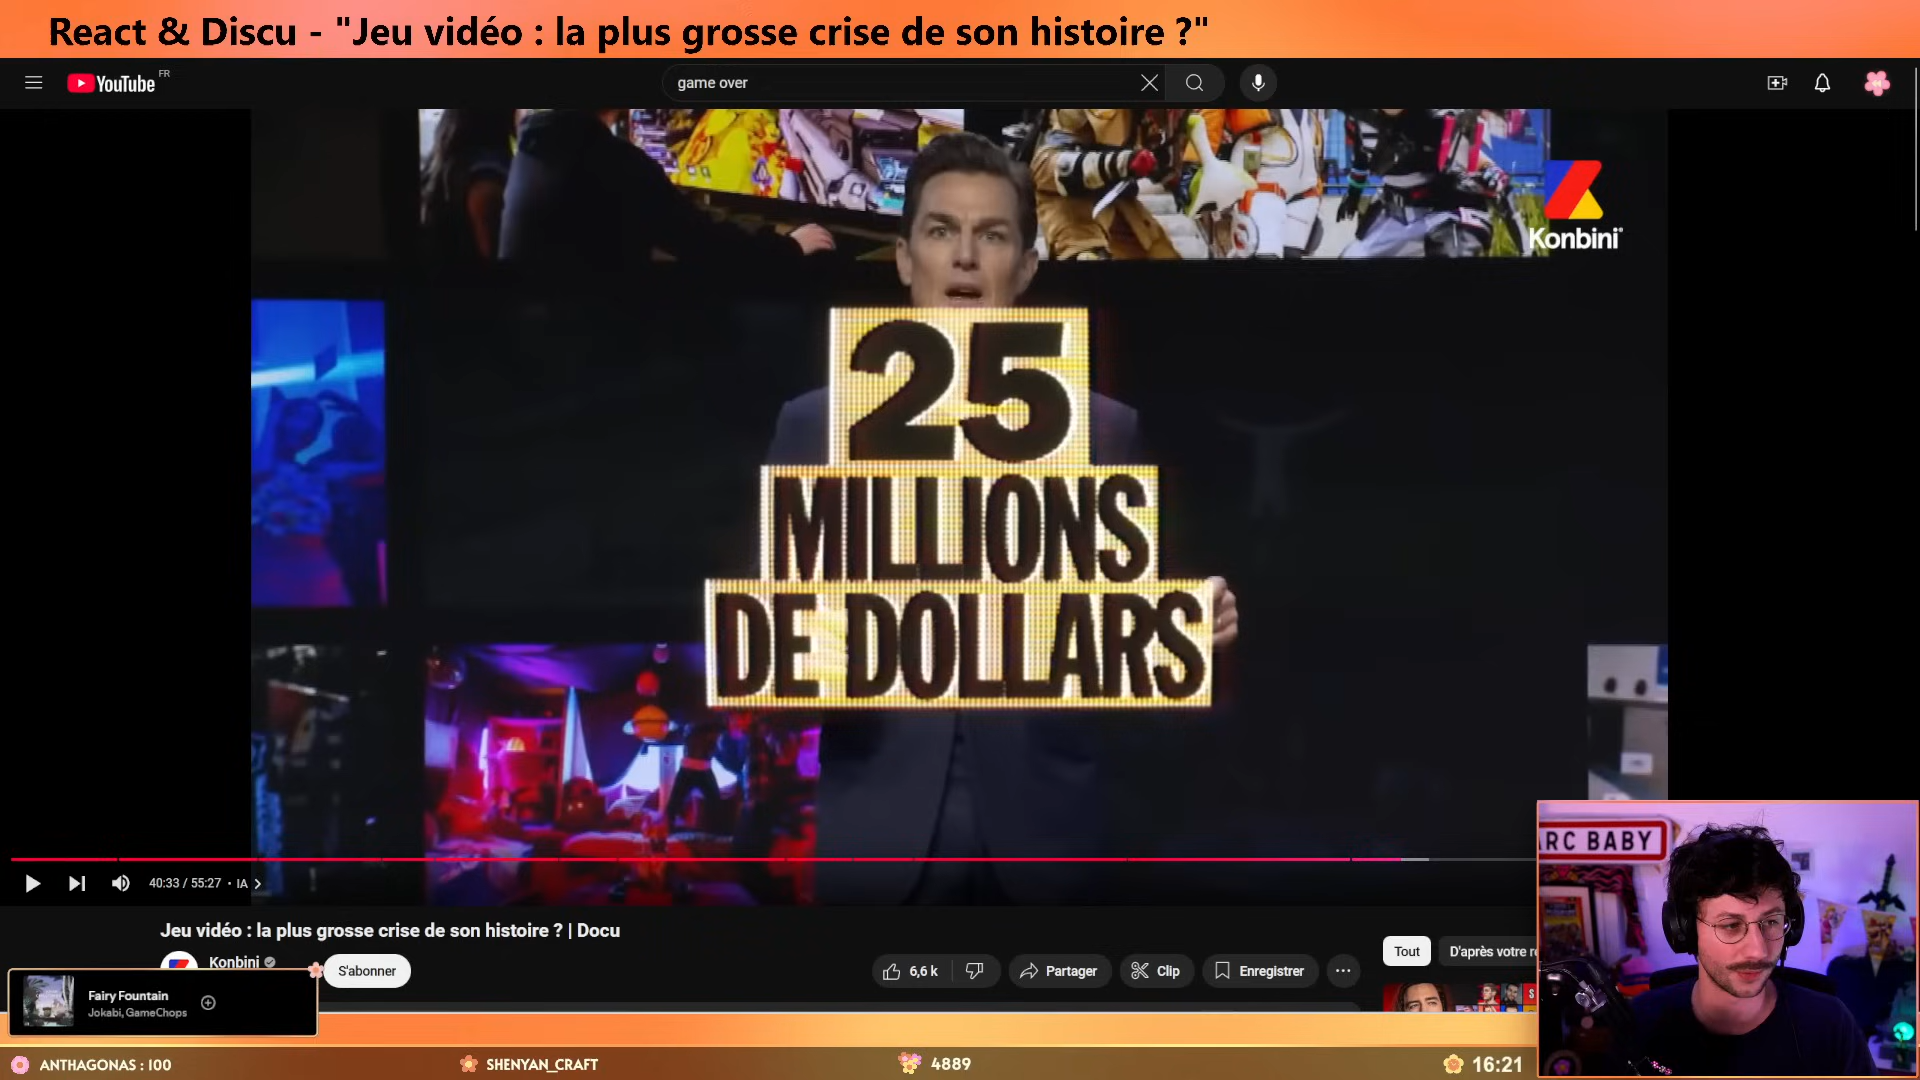 React & Discu - "Jeu vidéo : la plus grosse crise de son histoire ?"
YouTube FR
game over
Konbini
25
MILLIONS
DE DOLLARS
40:33 / 55:27 • IA
Jeu vidéo : la plus grosse crise de son histoire ? | Docu
Konbini
S'abonner
6,6 k
Partager
Clip
Enregistrer
Tout
D'après votre re
ARC BABY
Fairy Fountain
Jokabi, GameChops
ANTHAGONAS : 100
SHENYAN_CRAFT
4889
16:21